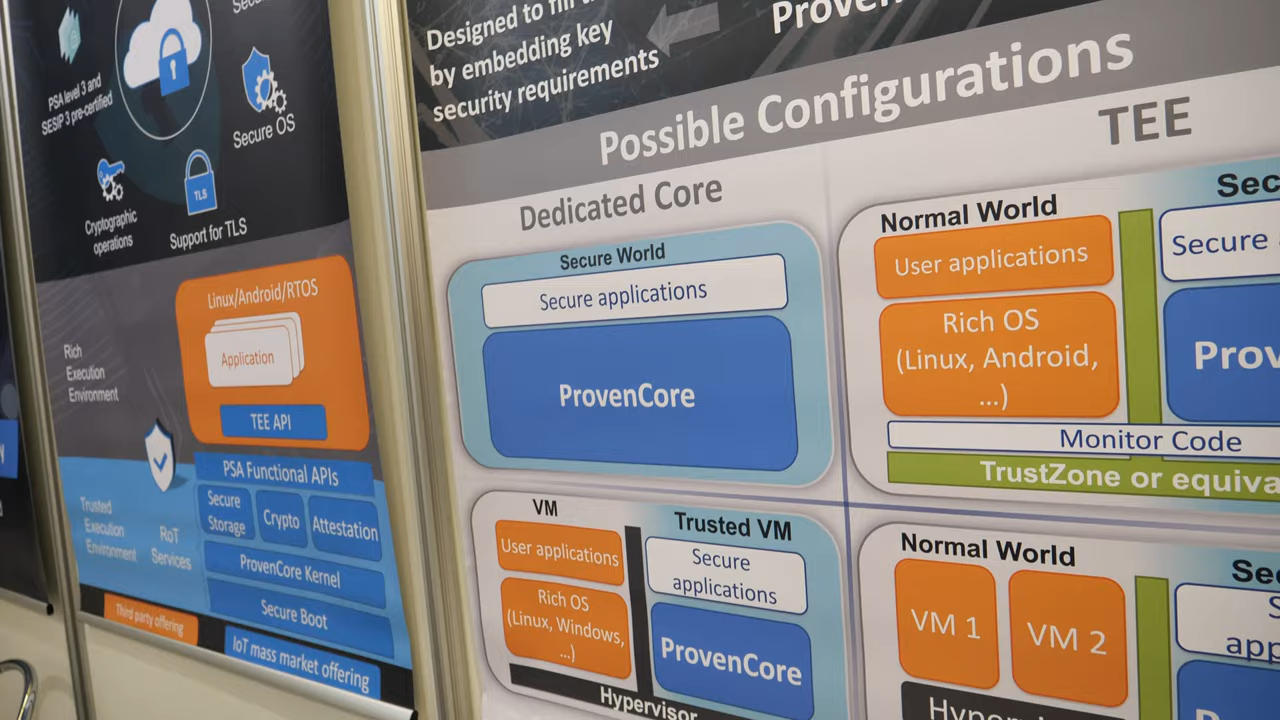 PSA level 3 and
SESIP 3 pre-certified
Secure OS
Cryptographic
operations
TLS
Support for TLS
Rich
Execution
Environment
Linux/Android/RTOS
Application
TEE API
Trusted
Execution
Environment
RoT
Services
PSA Functional APIs
Secure
Storage
Crypto
Attestation
ProvenCore Kernel
Secure Boot
Third party offering
IoT mass market offering
Designed to fill
by embedding key
security requirements
Possible Configurations
Dedicated Core
Secure World
Secure applications
ProvenCore
TEE
Normal World
User applications
Rich OS
(Linux, Android,
...)
Secure
Monitor Code
TrustZone or
VM
User applications
Rich OS
(Linux, Windows,
...)
Trusted VM
Secure
applications
ProvenCore
Hypervisor
Normal World
VM 1
VM 2